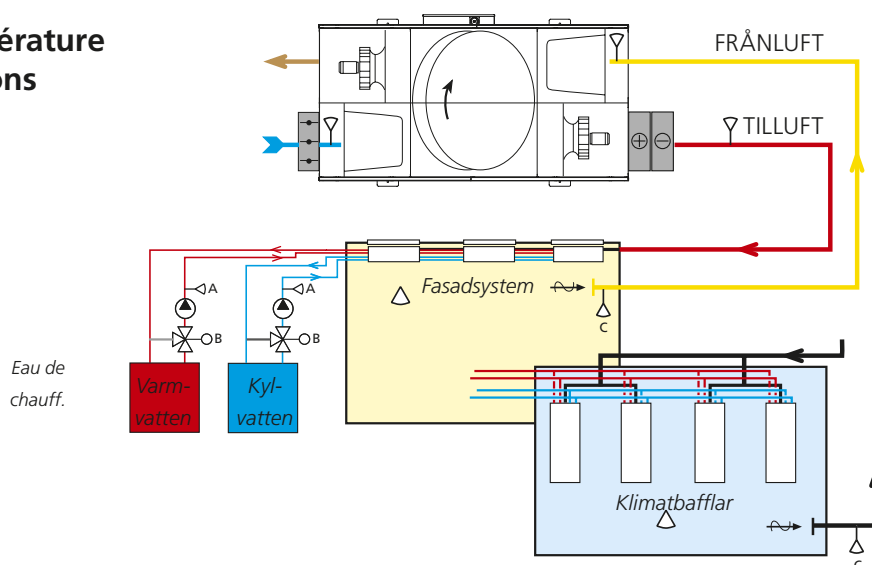 érature
ons
FRÅNLUFT
TILLUFT
A
A
Fasadsystem
C
B
B
Eau de
chauff.
Varm-
vatten
Kyl-
vatten
Klimatbafflar